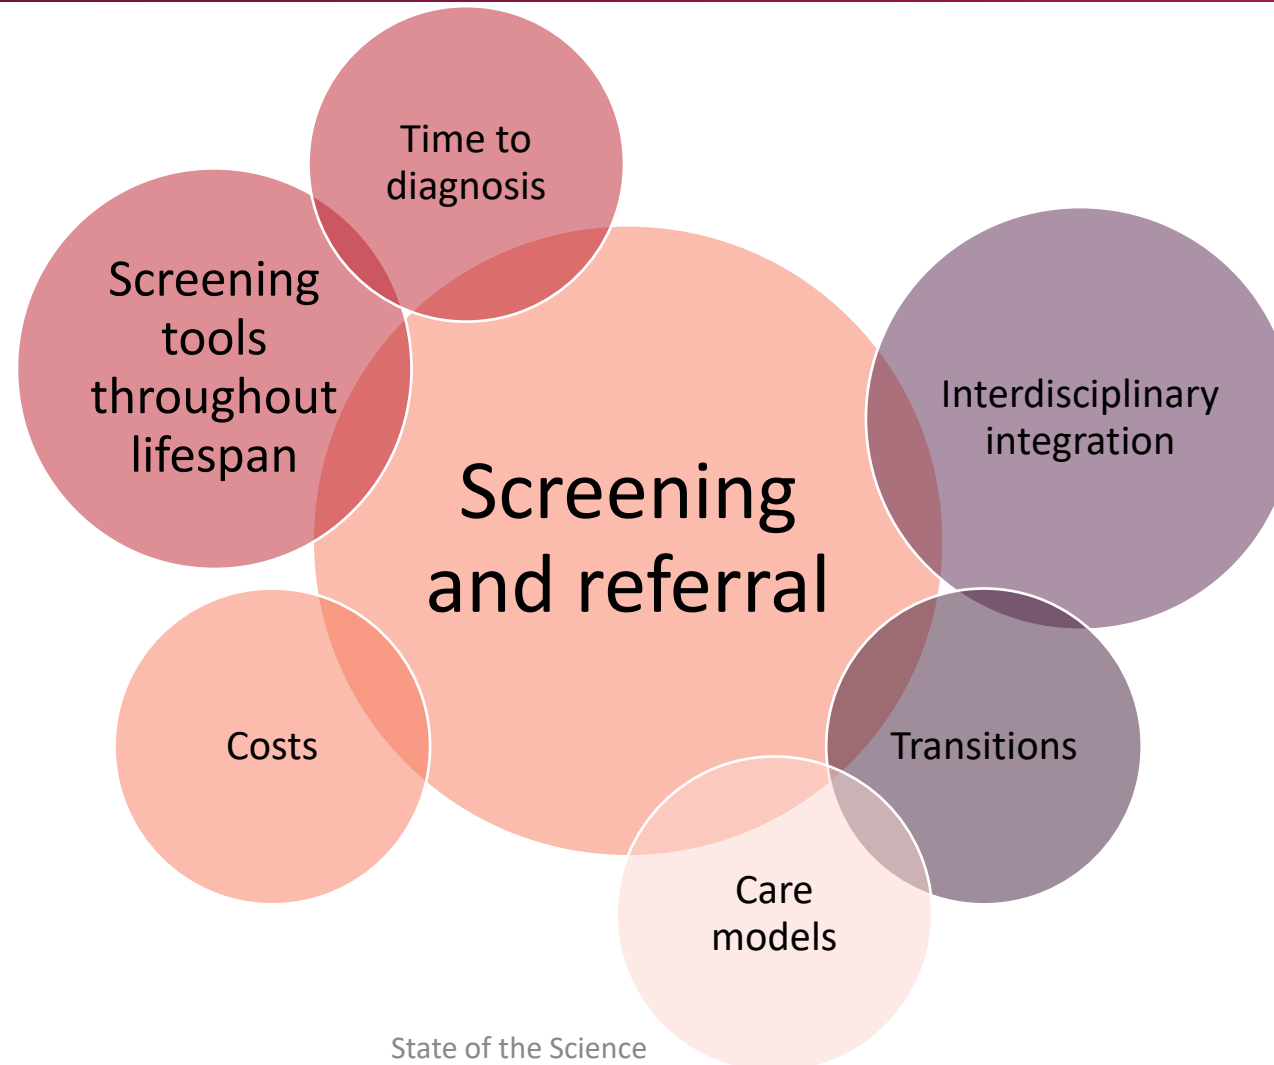 Time to
diagnosis
Screening
tools
throughout
lifespan
Interdisciplinary
integration
Screening
and referral
Costs
Transitions
Care
models
State of the Science